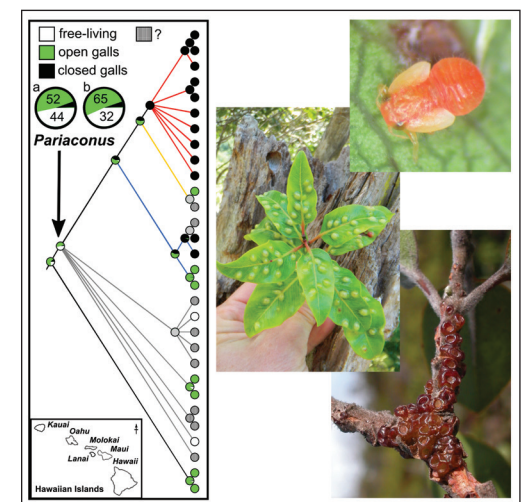 free-living
?
open galls
closed galls
a
b
52
65
44
32
Pariaconus
Kauai
Oahu
Molokai
Maui
Lanai
Hawaii
Hawaiian Islands